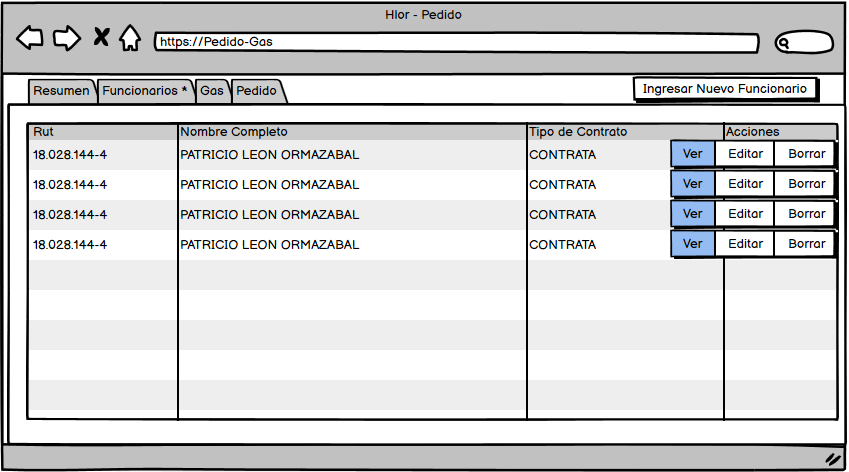 Hlor - Pedido
https://Pedido-Gas
Resumen Funcionarios * Gas Pedido
Ingresar Nuevo Funcionario
Rut Nombre Completo Tipo de Contrato Acciones
18.028.144-4 PATRICIO LEON ORMAZABAL CONTRATA Ver Editar Borrar
18.028.144-4 PATRICIO LEON ORMAZABAL CONTRATA Ver Editar Borrar
18.028.144-4 PATRICIO LEON ORMAZABAL CONTRATA Ver Editar Borrar
18.028.144-4 PATRICIO LEON ORMAZABAL CONTRATA Ver Editar Borrar